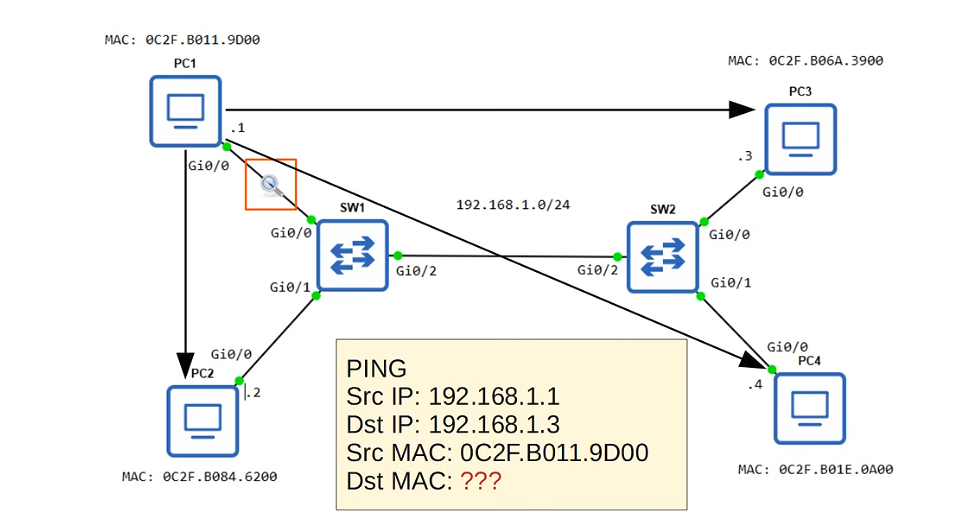 MAC: 0C2F.B011.9D00
PC1
MAC: 0C2F.B06A.3900
PC3
.1
Gi0/0
.3
Gi0/0
192.168.1.0/24
SW1
SW2
Gi0/0
Gi0/0
Gi0/2
Gi0/2
Gi0/1
Gi0/1
Gi0/0
Gi0/0
PC2
PC4
.2
.4
PING
Src IP: 192.168.1.1
Dst IP: 192.168.1.3
Src MAC: 0C2F.B011.9D00
Dst MAC: ???
MAC: 0C2F.B084.6200
MAC: 0C2F.B01E.0A00